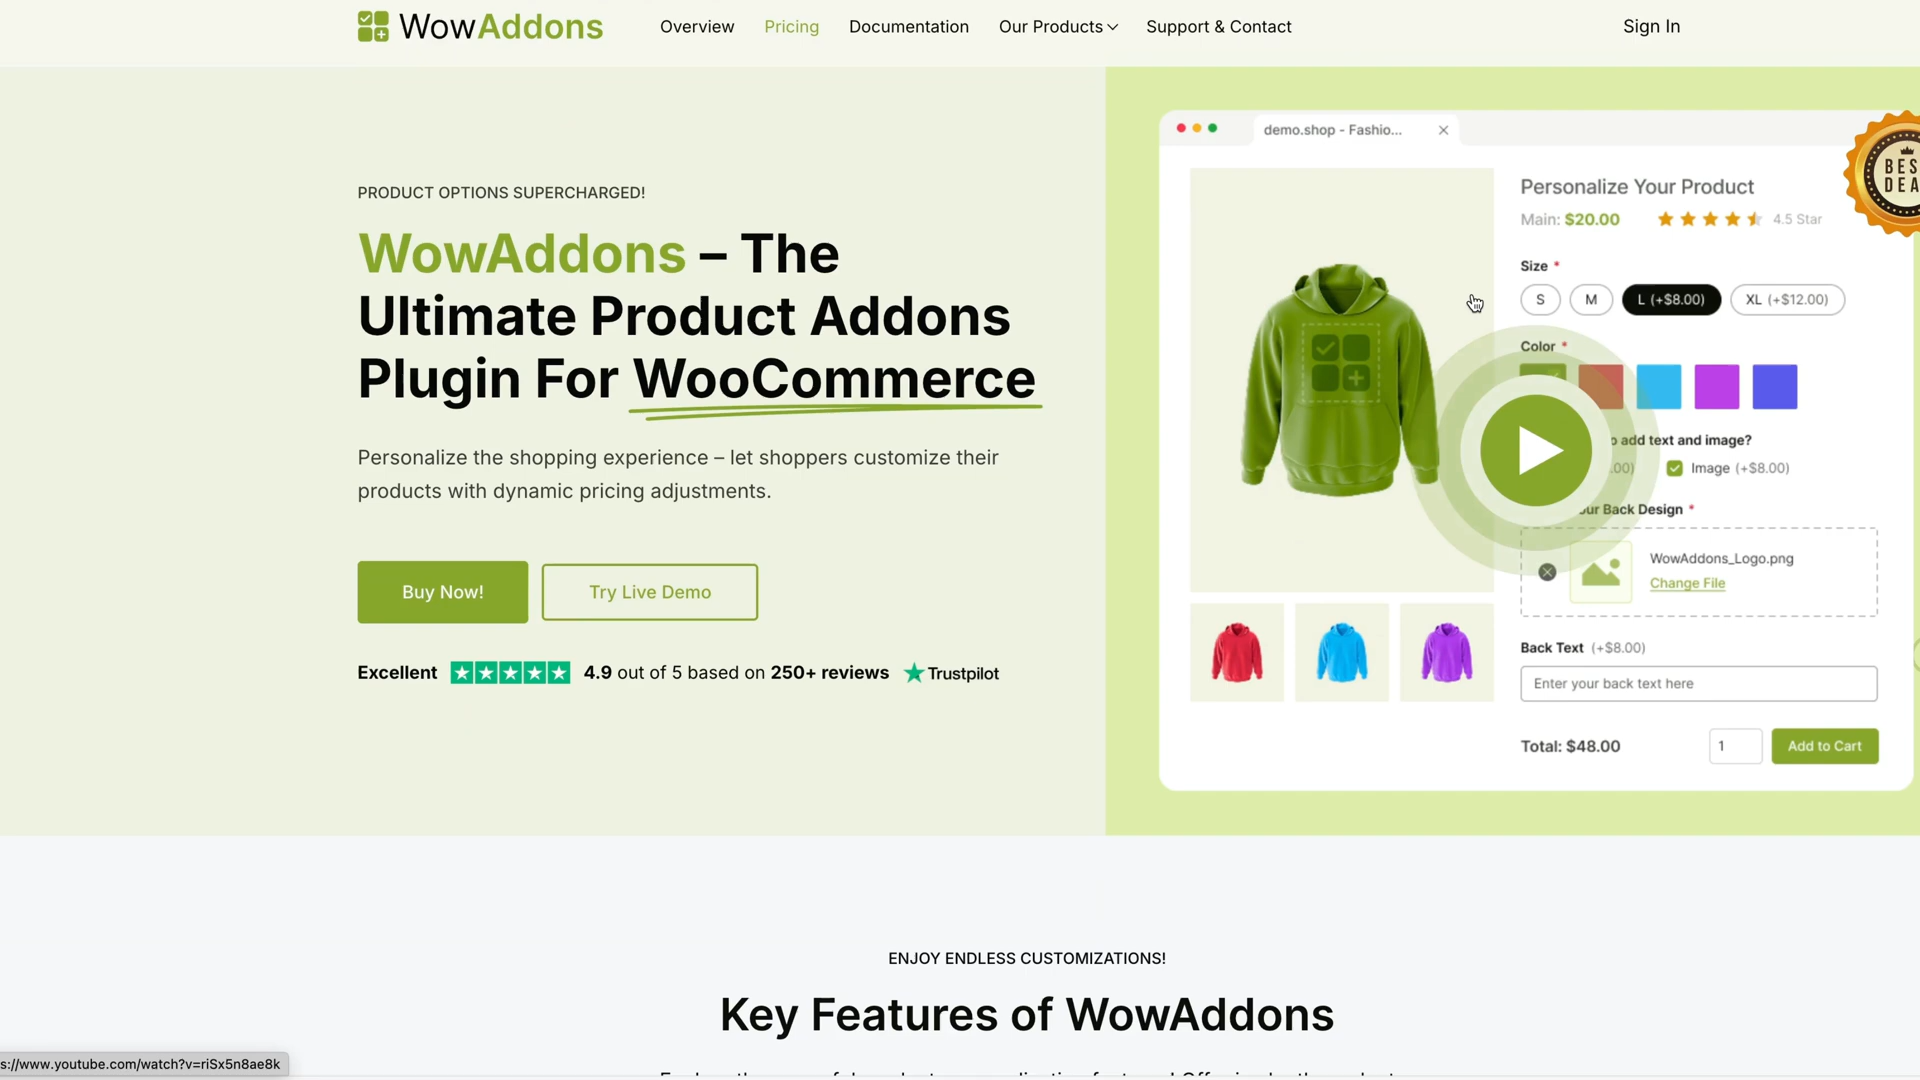 WowAddons
Overview
Pricing
Documentation
Our Products
Support & Contact
Sign In
PRODUCT OPTIONS SUPERCHARGED!
WowAddons – The
Ultimate Product Addons
Plugin For WooCommerce
Personalize the shopping experience – let shoppers customize their
products with dynamic pricing adjustments.
Buy Now!
Try Live Demo
Excellent
4.9 out of 5 based on 250+ reviews
Trustpilot
demo.shop - Fashio...
Personalize Your Product
Main: $20.00
4.5 Star
Size *
S
M
L (+$8.00)
XL (+$12.00)
Color *
add text and image?
Image (+$8.00)
Back Design *
WowAddons_Logo.png
Change File
Back Text (+$8.00)
Enter your back text here
Total: $48.00
1
Add to Cart
ENJOY ENDLESS CUSTOMIZATIONS!
Key Features of WowAddons
s://www.youtube.com/watch?v=riSx5n8ae8k